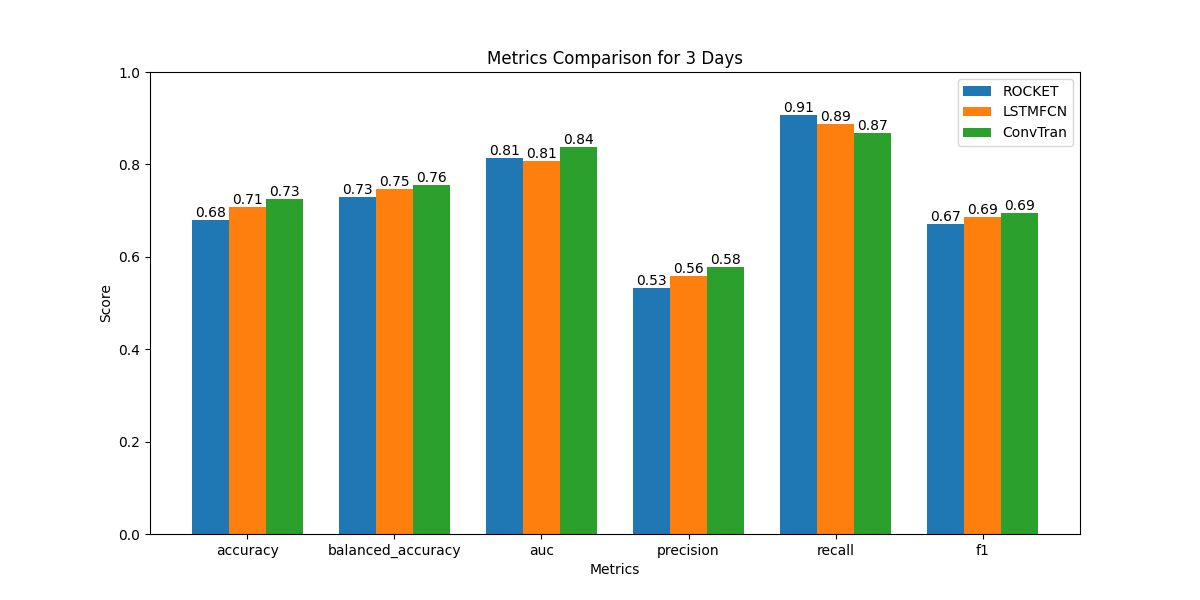 Metrics Comparison for 3 Days
ROCKET
LSTMFCN
ConvTran
Score
1.0
0.8
0.6
0.4
0.2
0.0
0.68
0.71
0.73
0.73
0.75
0.76
0.81
0.81
0.84
0.53
0.56
0.58
0.91
0.89
0.87
0.67
0.69
0.69
accuracy
balanced_accuracy
auc
precision
recall
f1
Metrics